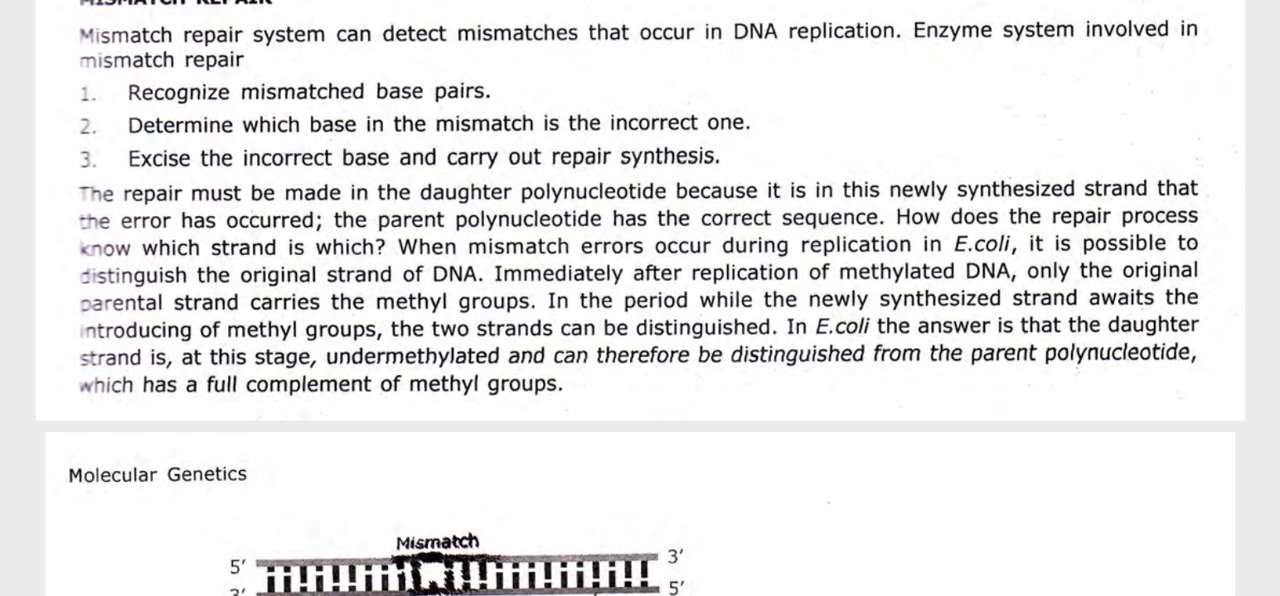 MISMATCH REPAIR
Mismatch repair system can detect mismatches that occur in DNA replication. Enzyme system involved in
mismatch repair
1. Recognize mismatched base pairs.
2. Determine which base in the mismatch is the incorrect one.
3. Excise the incorrect base and carry out repair synthesis.
The repair must be made in the daughter polynucleotide because it is in this newly synthesized strand that
the error has occurred; the parent polynucleotide has the correct sequence. How does the repair process
know which strand is which? When mismatch errors occur during replication in E.coli, it is possible to
distinguish the original strand of DNA. Immediately after replication of methylated DNA, only the original
parental strand carries the methyl groups. In the period while the newly synthesized strand awaits the
introducing of methyl groups, the two strands can be distinguished. In E.coli the answer is that the daughter
strand is, at this stage, undermethylated and can therefore be distinguished from the parent polynucleotide,
which has a full complement of methyl groups.
Molecular Genetics
Mismatch
5′ 3′
3′ 5′